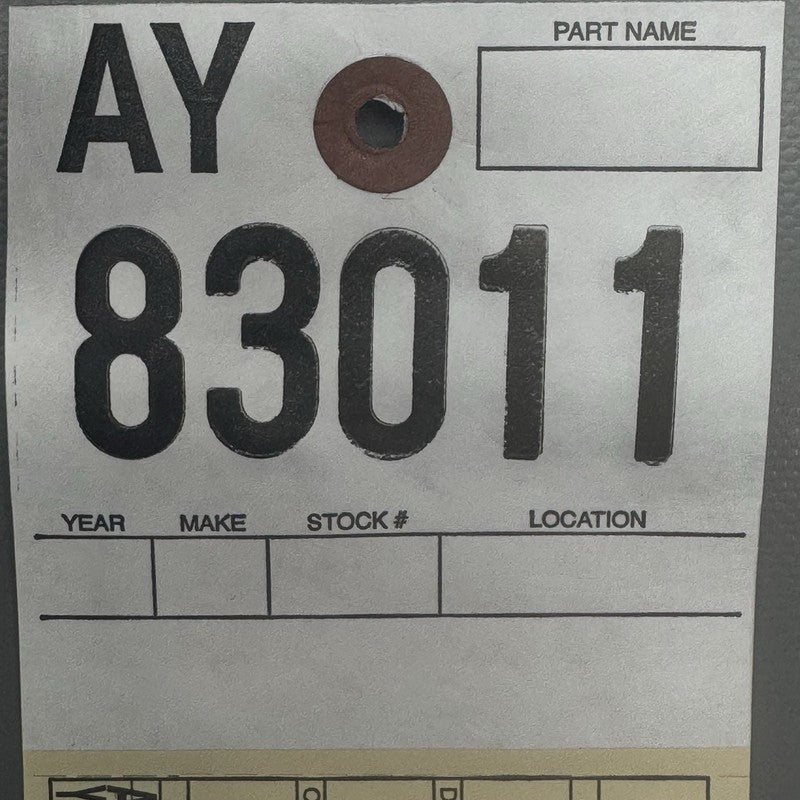 AY
PART NAME
83011
YEAR MAKE STOCK # LOCATION